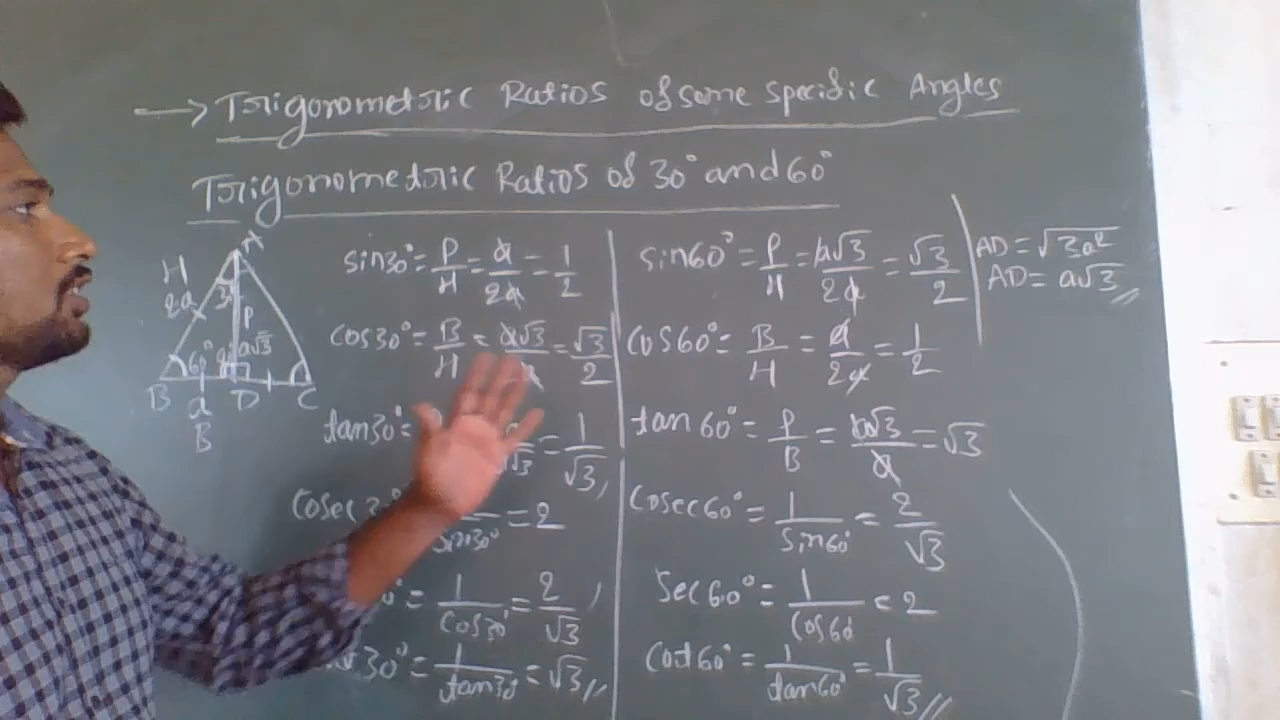 → Trigonometric Ratios of some specific Angles
Trigonometric Ratios of 30° and 60°
A
H
2a
30
P
a√3
60°
90
B D C
a
B
sin30° = P/H = a/2a = 1/2
cos30° = B/H = a√3/2a = √3/2
tan30° = = 1/√3
cosec = /sin30° = 2
= 1/cos30° = 2/√3
30° = 1/tan30° = √3
sin60° = P/H = a√3/2a = √3/2
cos60° = B/H = a/2a = 1/2
tan60° = P/B = a√3/a = √3
cosec60° = 1/sin60° = 2/√3
Sec60° = 1/cos60 = 2
Cot60° = 1/tan60° = 1/√3
AD = √3a²
AD = a√3